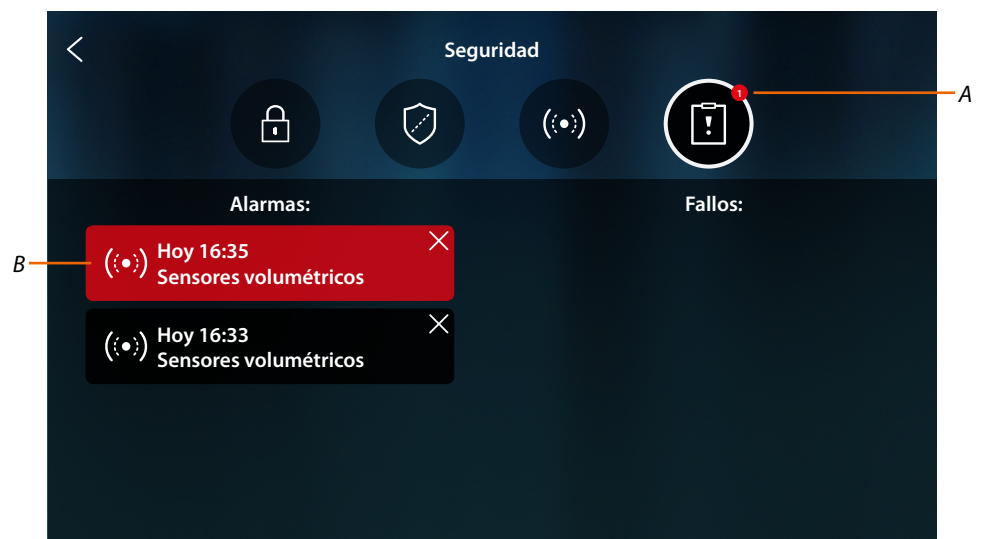 Seguridad
1
A
Alarmas:
Fallos:
Hoy 16:35
B
Sensores volumétricos
Hoy 16:33
Sensores volumétricos